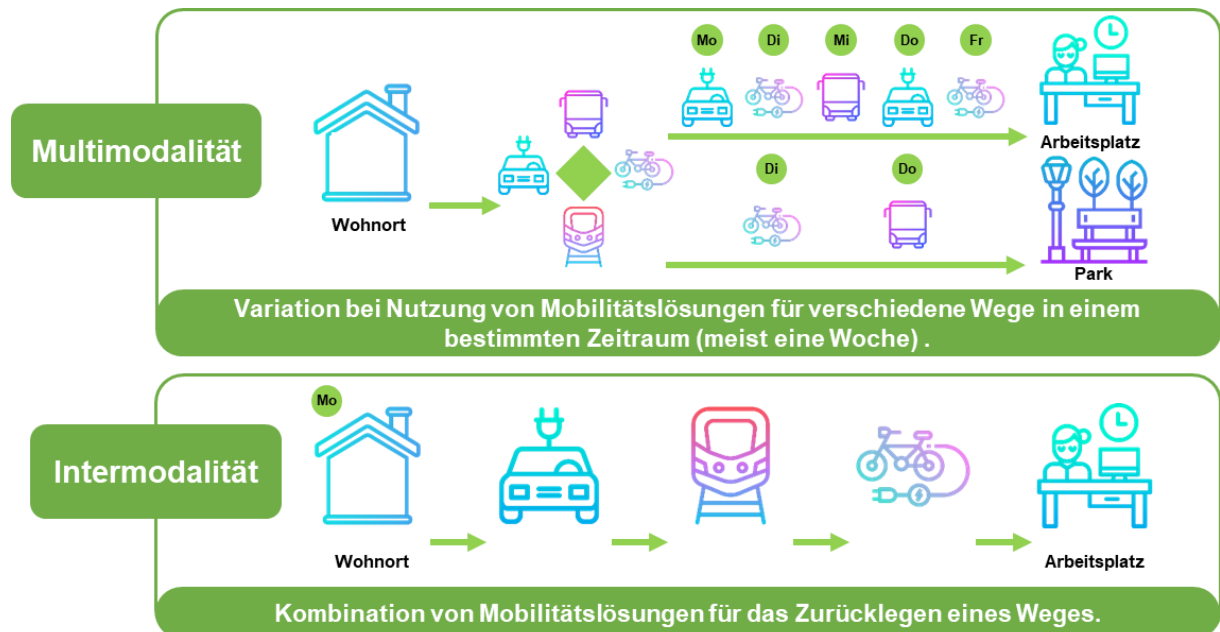 Multimodalität
Mo Di Mi Do Fr
Wohnort
Arbeitsplatz
Di Do
Park
Variation bei Nutzung von Mobilitätslösungen für verschiedene Wege in einem
bestimmten Zeitraum (meist eine Woche) .
Intermodalität
Mo
Wohnort
Arbeitsplatz
Kombination von Mobilitätslösungen für das Zurücklegen eines Weges.